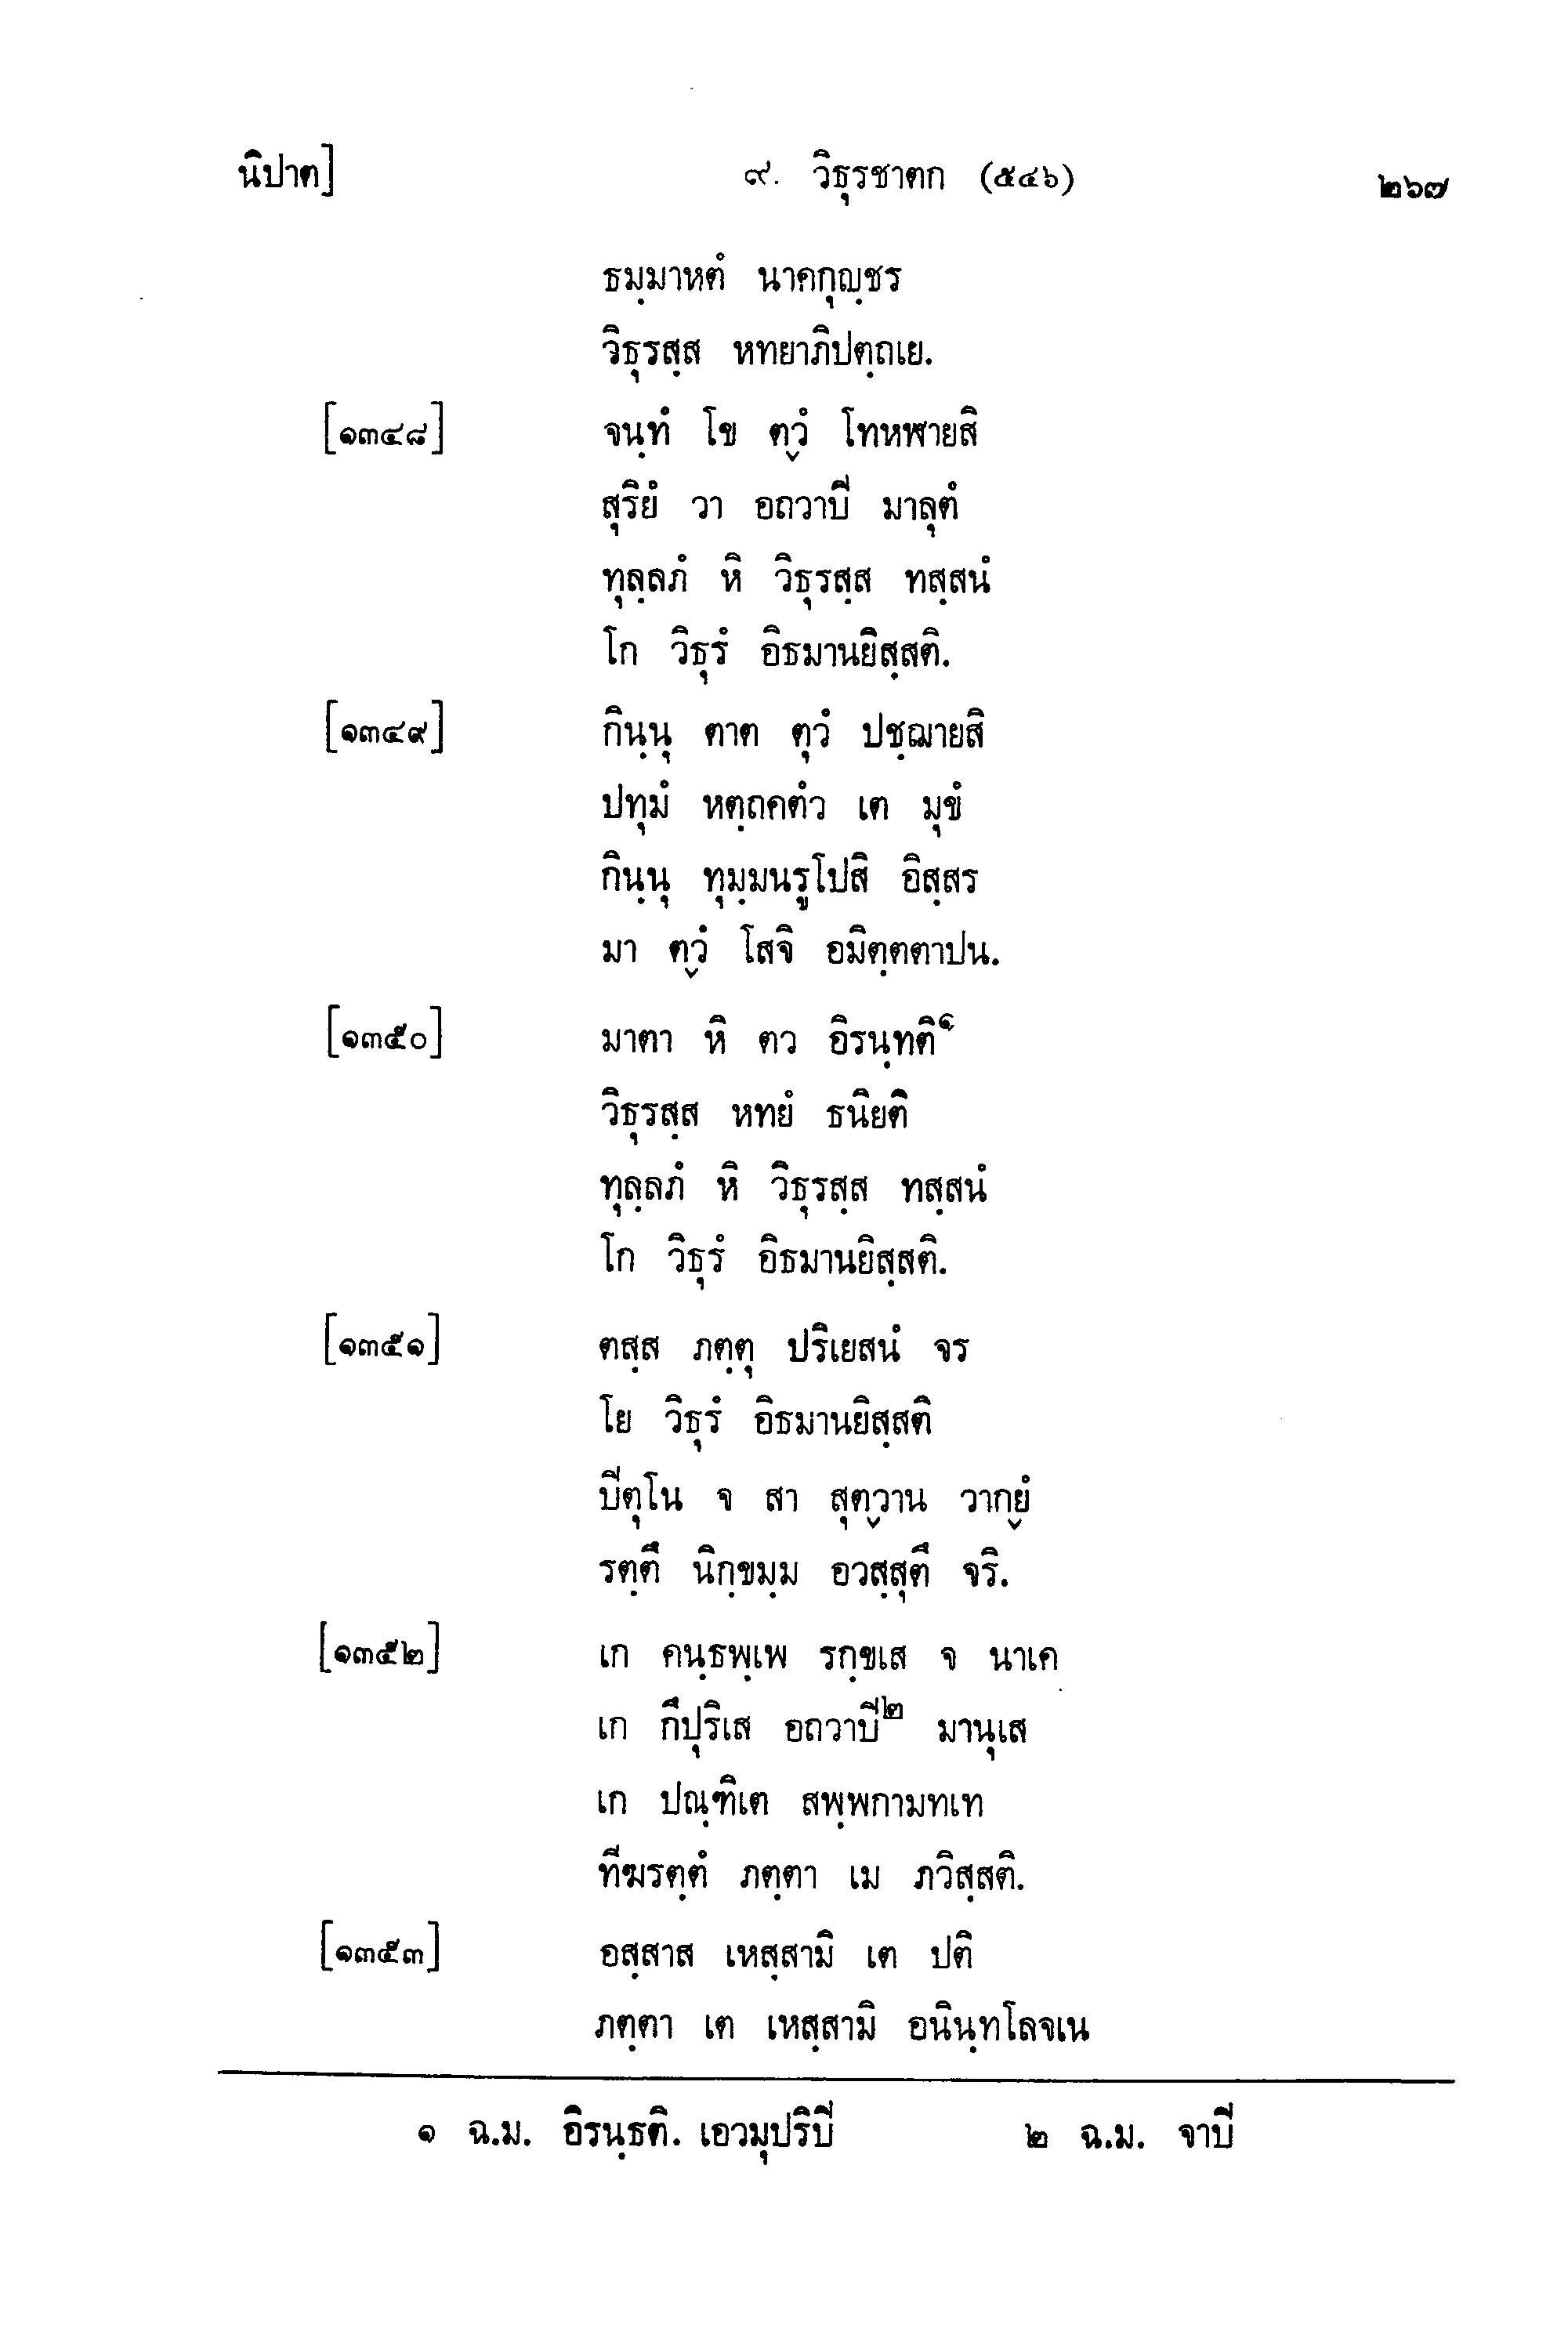 นิปาต] ๙. วิธุรชาตก (๕๔๖) ๒๖๗
ธมฺมาหตํ นาคกุญฺชร
วิธุรสฺส หทยาภิปตฺถเย.
[๑๓๔๘] จนฺทํ โข ตฺวํ โทหฬายสิ
สุริยํ วา อถวาปี มาลุตํ
ทุลฺลภํ หิ วิธุรสฺส ทสฺสนํ
โก วิธุรํ อิธมานยิสฺสติ.
[๑๓๔๙] กินฺนุ ตาต ตุวํ ปชฺฌายสิ
ปทุมํ หตฺถคตํว เต มุขํ
กินฺนุ ทุมฺมนรูโปสิ อิสฺสร
มา ตฺวํ โสจิ อมิตฺตตาปน.
[๑๓๕๐] มาตา หิ ตว อิรนฺทติ๑
วิธุรสฺส หทยํ ธนิยติ
ทุลฺลภํ หิ วิธุรสฺส ทสฺสนํ
โก วิธุรํ อิธมานยิสฺสติ.
[๑๓๕๑] ตสฺส ภตฺตุ ปริเยสนํ จร
โย วิธุรํ อิธมานยิสฺสติ
ปีตุโน จ สา สุตฺวาน วากฺยํ
รตฺตึ นิกฺขมฺม อวสฺสุตึ จริ.
[๑๓๕๒] เก คนฺธพฺเพ รกฺขเส จ นาเค
เก กึปุริเส อถวาปี๒ มานุเส
เก ปณฺฑิเต สพฺพกามทเท
ทีฆรตฺตํ ภตฺตา เม ภวิสฺสติ.
[๑๓๕๓] อสฺสาส เหสฺสามิ เต ปติ
ภตฺตา เต เหสฺสามิ อนินฺทโลจเน
๑ ฉ.ม. อิรนฺธติ. เอวมุปริปี ๒ ฉ.ม. จาปี